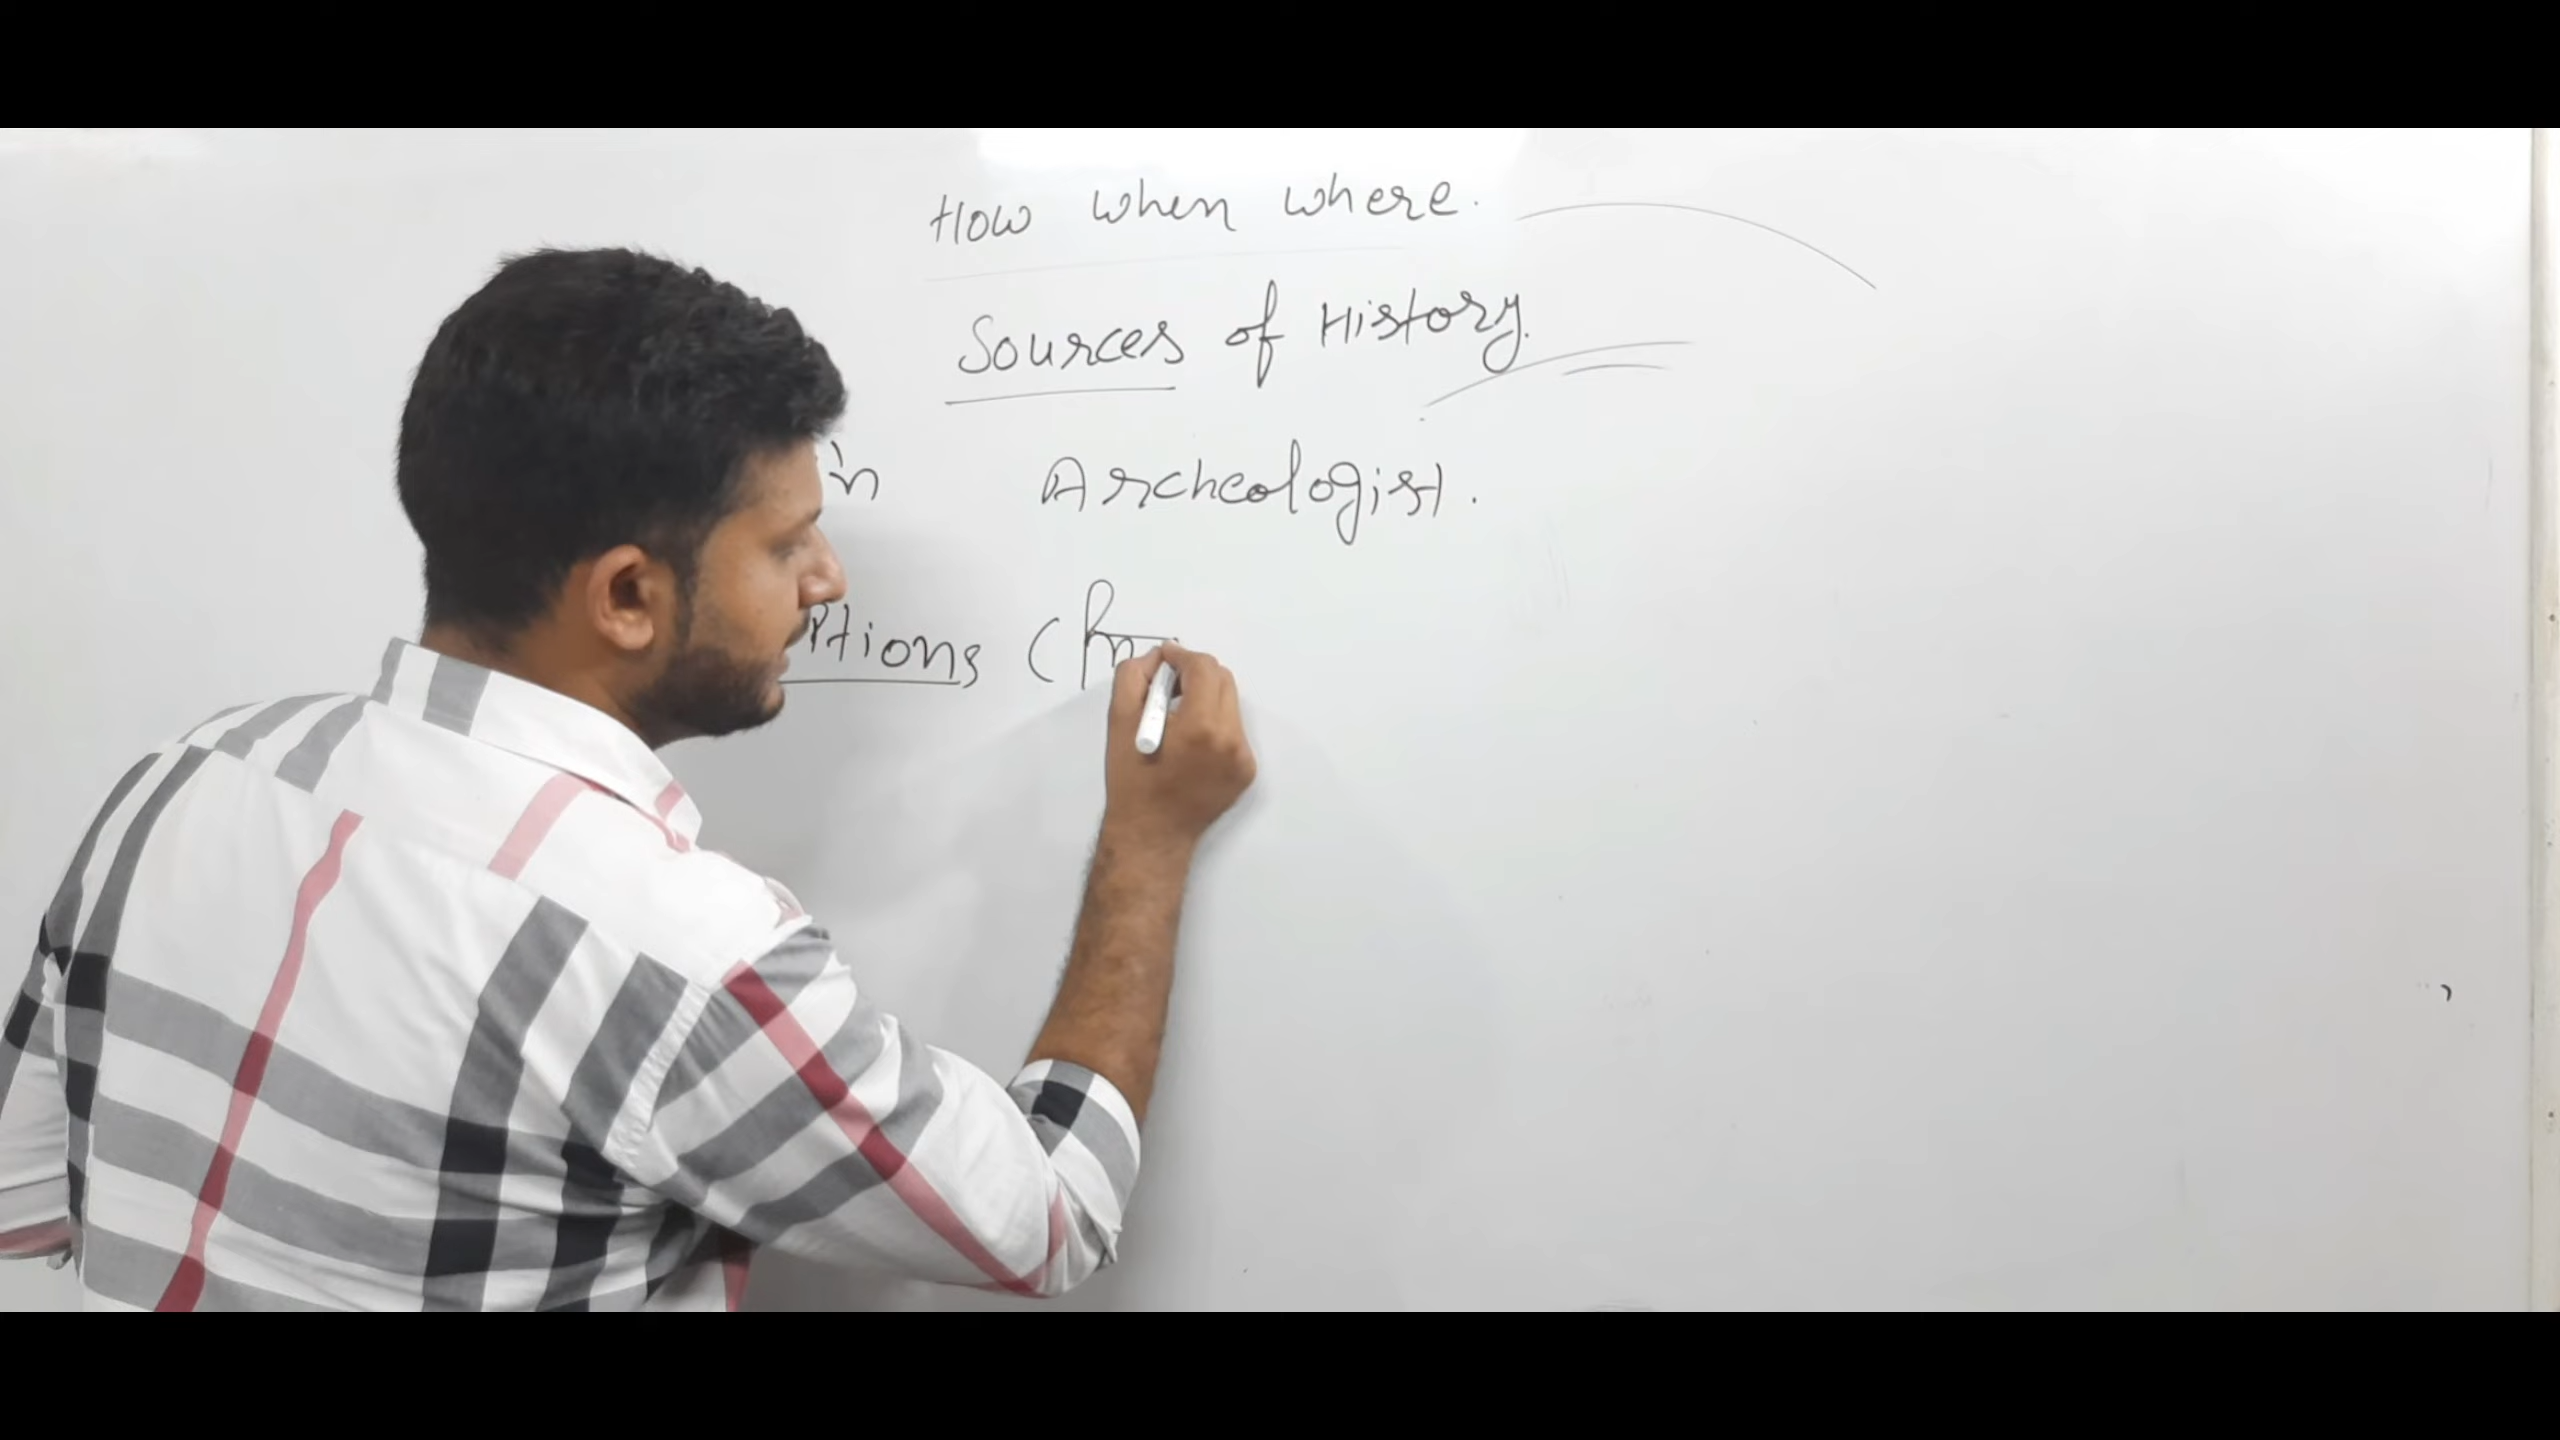 How when where.
Sources of History.
Archeologist.
ptions (